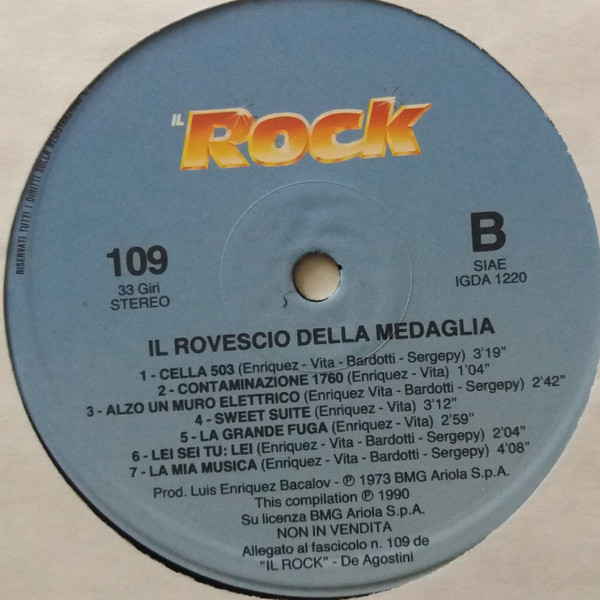 IL Rock
109
33 Giri
STEREO
B
SIAE
IGDA 1220
IL ROVESCIO DELLA MEDAGLIA
1 - CELLA 503 (Enriquez - Vita - Bardotti - Sergepy) 3'19"
2 - CONTAMINAZIONE 1760 (Enriquez - Vita) 1'04"
3 - ALZO UN MURO ELETTRICO (Enriquez - Vita - Bardotti - Sergepy) 2'42"
4 - SWEET SUITE (Enriquez - Vita) 3'12"
5 - LA GRANDE FUGA (Enriquez - Vita) 2'59"
6 - LEI SEI TU: LEI (Enriquez - Vita - Bardotti - Sergepy) 2'04"
7 - LA MIA MUSICA (Enriquez - Vita - Bardotti - Sergepy) 4'08"
Prod. Luis Enriquez Bacalov - ℗ 1973 BMG Ariola S.p.A.
This compilation ℗ 1990
Su licenza BMG Ariola S.p.A.
NON IN VENDITA
Allegato al fascicolo n. 109 de
"IL ROCK" - De Agostini
RISERVATI TUTTI I DIRITTI SULLA